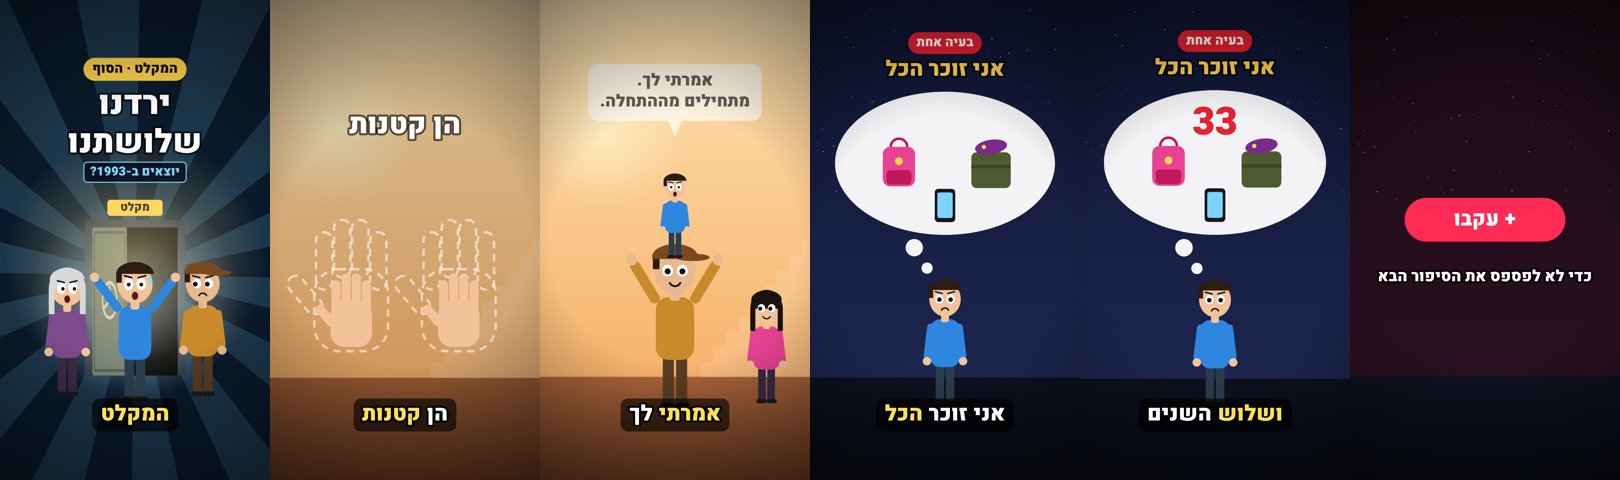 המקלט · הסוף
ירדנו
שלושתנו
יוצאים ב-1993?
מקלט
המקלט
הן קטנות
הן קטנות
אמרתי לך.
מתחילים מההתחלה.
אמרתי לך
בעיה אחת
אני זוכר הכל
אני זוכר הכל
בעיה אחת
אני זוכר הכל
33
ושלוש השנים
+ עקבו
כדי לא לפספס את הסיפור הבא